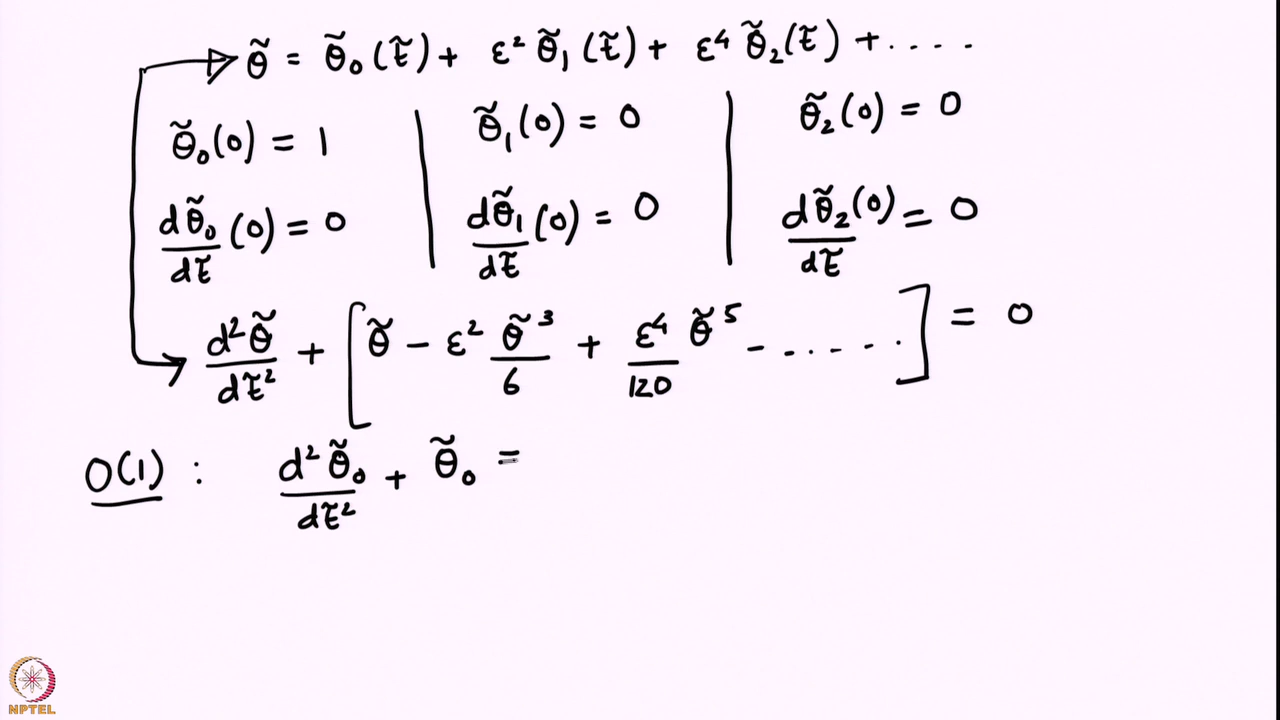 θ̃ = θ̃₀(t̃) + ε² θ̃₁(t̃) + ε⁴ θ̃₂(t̃) + ....
θ̃₀(0) = 1 | θ̃₁(0) = 0 | θ̃₂(0) = 0
dθ̃₀/dt̃ (0) = 0 | dθ̃₁/dt̃ (0) = 0 | dθ̃₂(0)/dt̃ = 0
d²θ̃/dt̃² + [θ̃ - ε² θ̃³/6 + ε⁴/120 θ̃⁵ - ......] = 0
O(1) : d²θ̃₀/dt̃² + θ̃₀ =
NPTEL